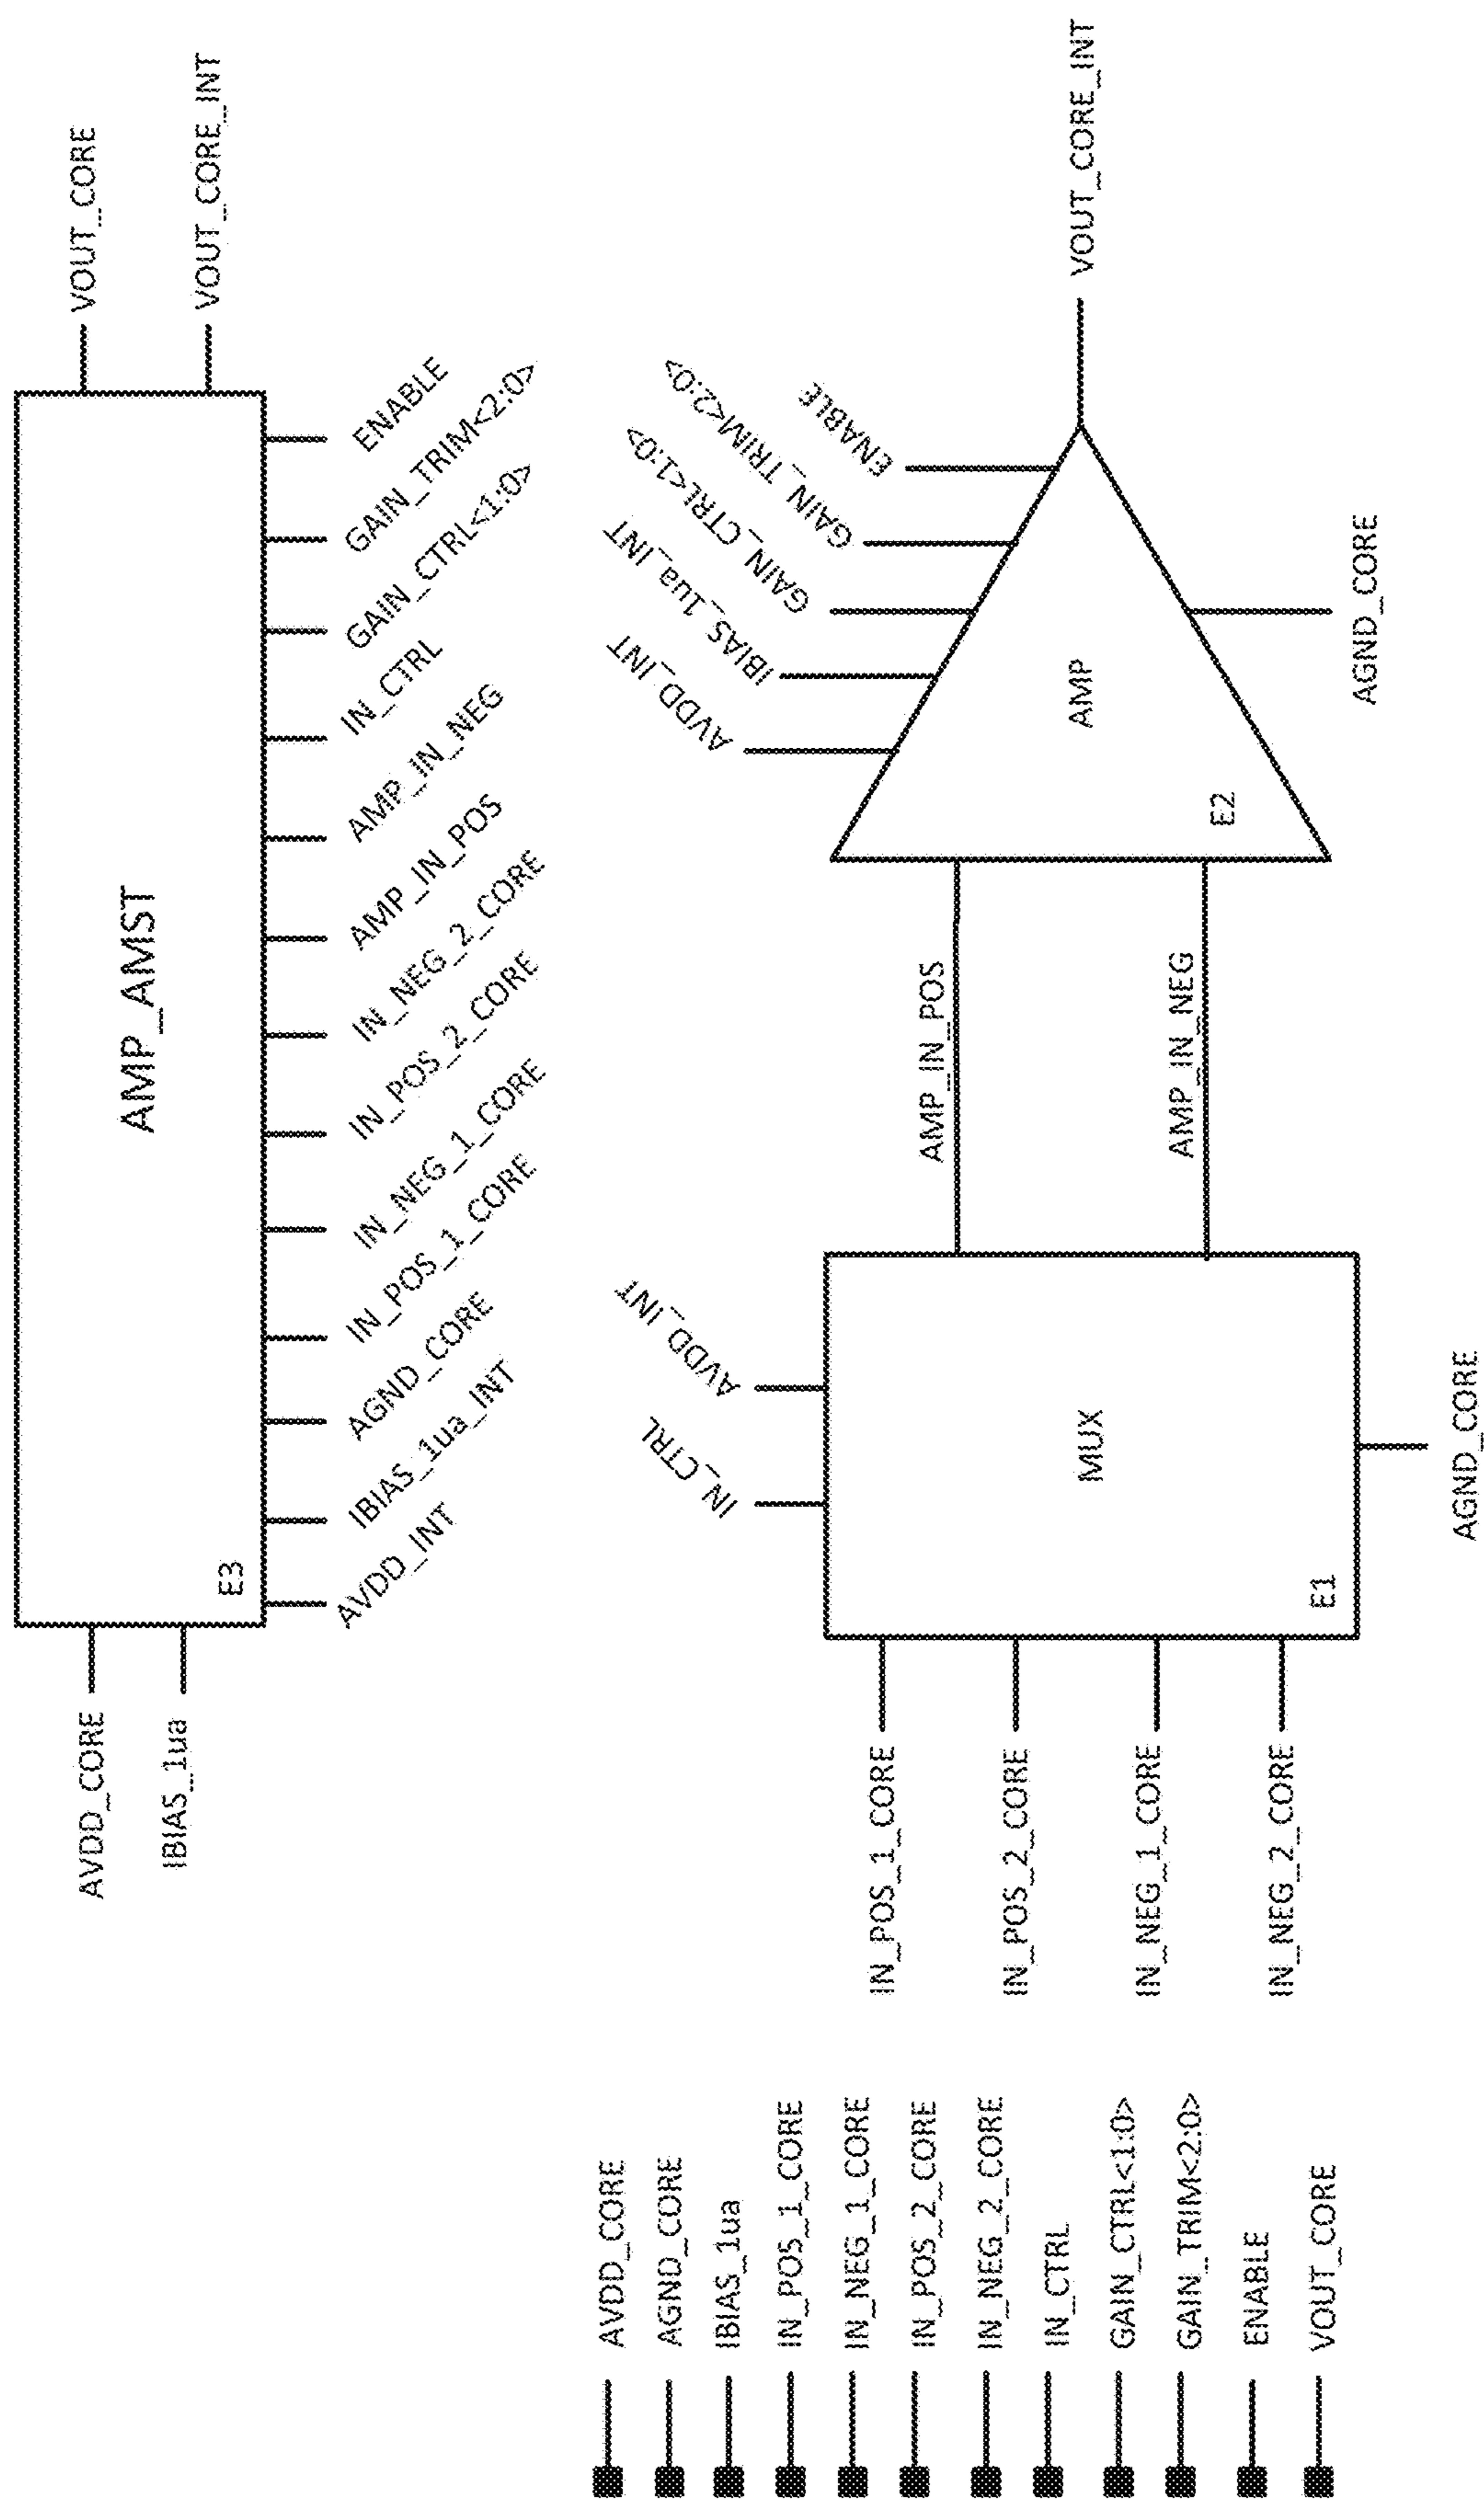 AMP_AMST
E3
AVDD_CORE
IBIAS_1ua
VOUT_CORE
VOUT_CORE_INT
AVDD_INT
IBIAS_1ua_INT
AGND_CORE
IN_POS_1_CORE
IN_NEG_1_CORE
IN_POS_2_CORE
IN_NEG_2_CORE
AMP_IN_POS
AMP_IN_NEG
IN_CTRL
GAIN_CTRL<1:0>
GAIN_TRIM<2:0>
ENABLE
AVDD_CORE
AGND_CORE
IBIAS_1ua
IN_POS_1_CORE
IN_NEG_1_CORE
IN_POS_2_CORE
IN_NEG_2_CORE
IN_CTRL
GAIN_CTRL<1:0>
GAIN_TRIM<2:0>
ENABLE
VOUT_CORE
IN_POS_1_CORE
IN_POS_2_CORE
IN_NEG_1_CORE
IN_NEG_2_CORE
IN_CTRL
AVDD_INT
MUX
E1
AGND_CORE
AMP_IN_POS
AMP_IN_NEG
AVDD_INT
IBIAS_1ua_INT
GAIN_CTRL<1:0>
GAIN_TRIM<2:0>
ENABLE
AMP
E2
AGND_CORE
VOUT_CORE_INT